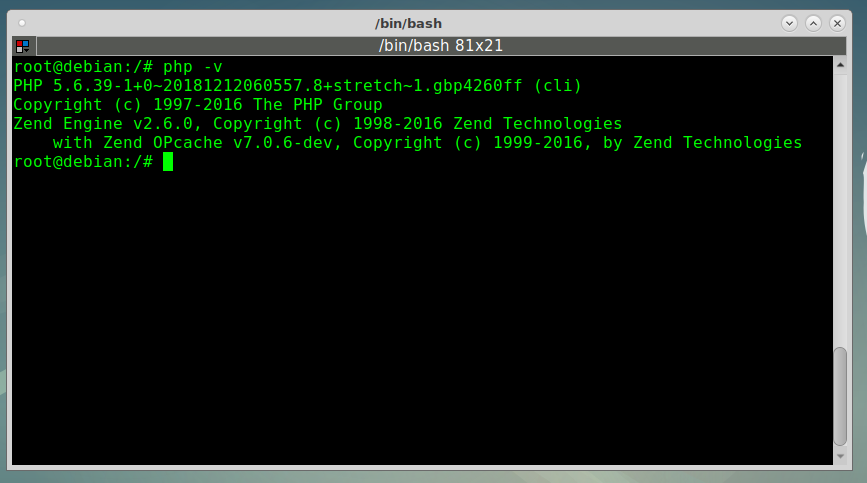 /bin/bash
/bin/bash 81x21
root@debian:/# php -v
PHP 5.6.39-1+0~20181212060557.8+stretch~1.gbp4260ff (cli)
Copyright (c) 1997-2016 The PHP Group
Zend Engine v2.6.0, Copyright (c) 1998-2016 Zend Technologies
    with Zend OPcache v7.0.6-dev, Copyright (c) 1999-2016, by Zend Technologies
root@debian:/#